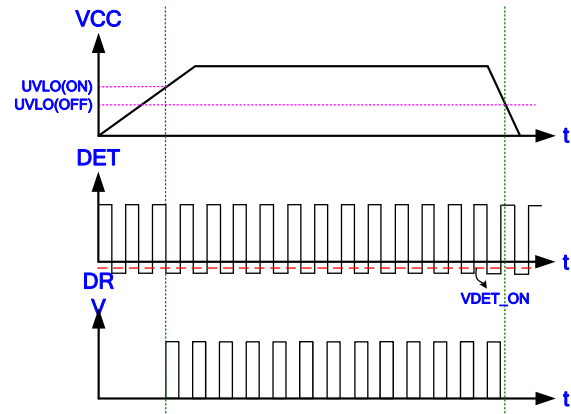 VCC
UVLO(ON)
UVLO(OFF)
t
DET
t
DR
V
VDET_ON
t